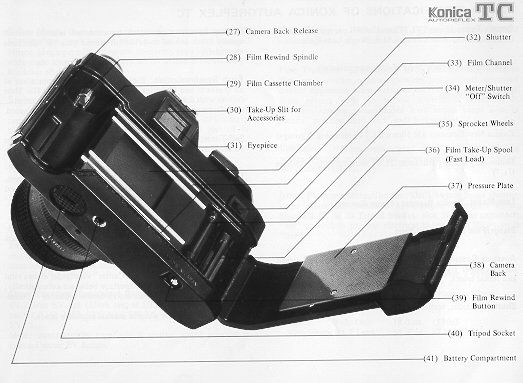 Konica TC
AUTOREFLEX
(27) Camera Back Release
(28) Film Rewind Spindle
(29) Film Cassette Chamber
(30) Take-Up Slit for
Accessories
(31) Eyepiece
(32) Shutter
(33) Film Channel
(34) Meter/Shutter
"Off" Switch
(35) Sprocket Wheels
(36) Film Take-Up Spool
(Fast Load)
(37) Pressure Plate
(38) Camera
Back
(39) Film Rewind
Button
(40) Tripod Socket
(41) Battery Compartment